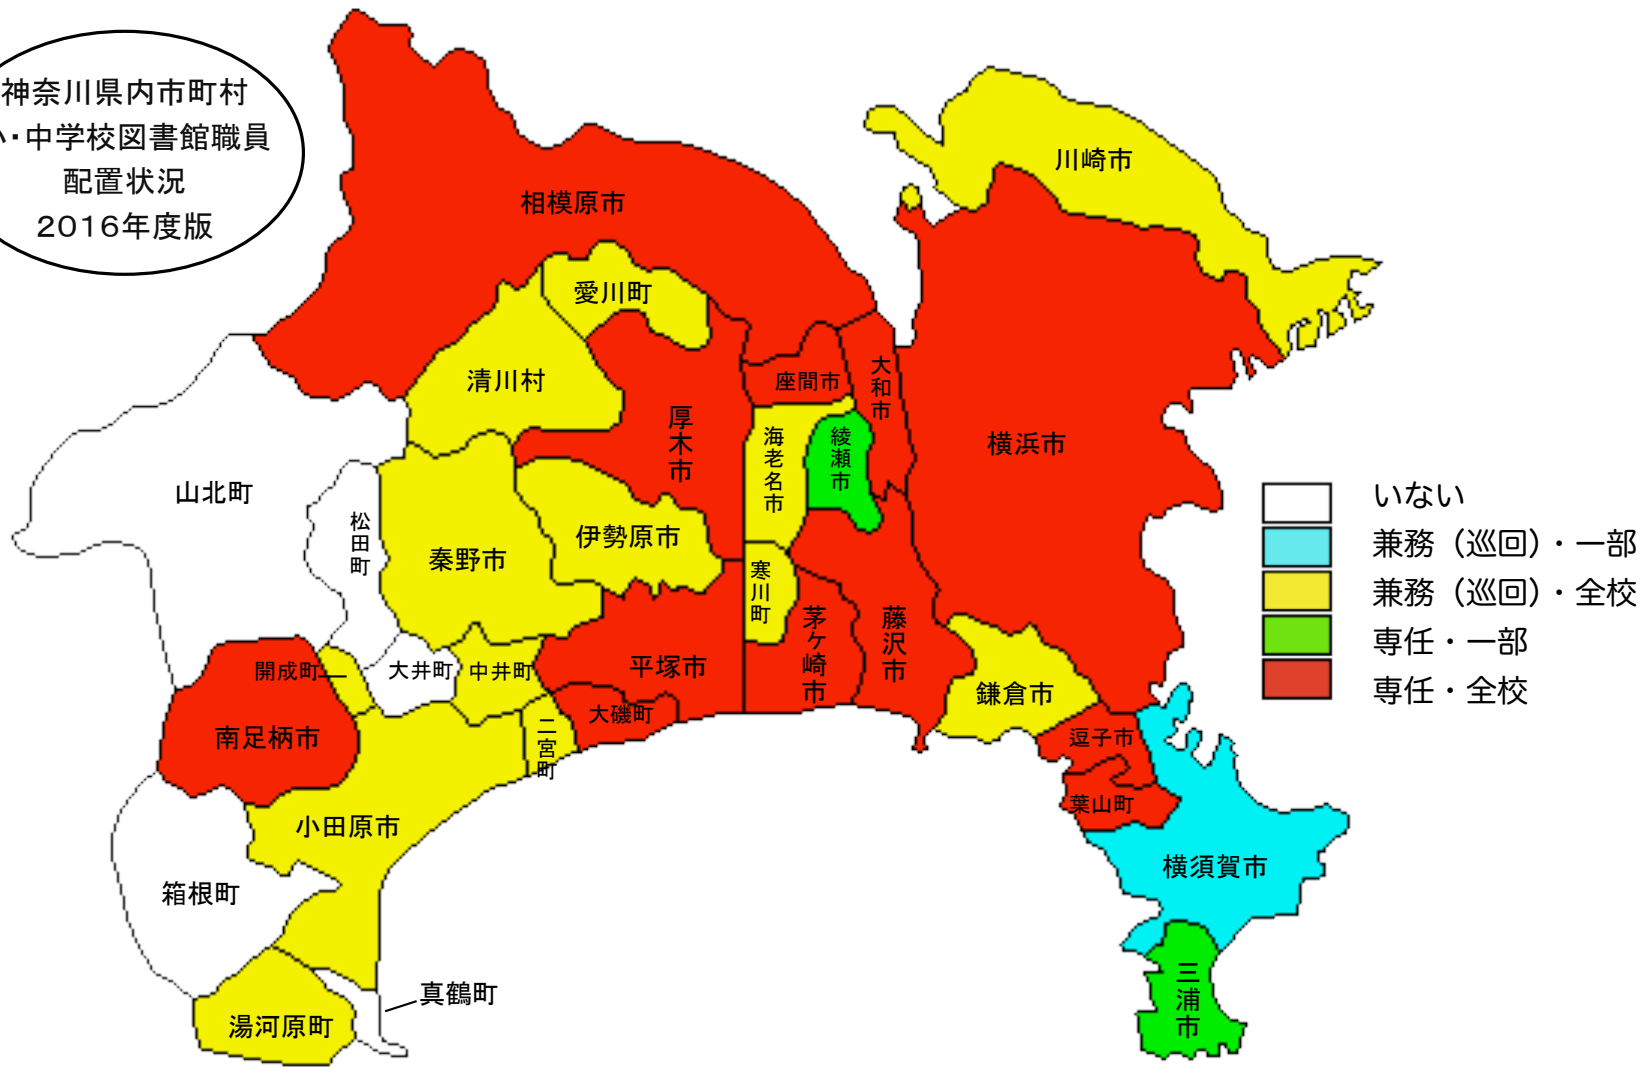 神奈川県内市町村
・中学校図書館職員
配置状況
2016年度版
川崎市
相模原市
愛川町
清川村
座間市
大和市
厚木市
海老名市
綾瀬市
横浜市
山北町
松田町
秦野市
伊勢原市
寒川町
茅ヶ崎市
藤沢市
開成町
大井町
中井町
平塚市
鎌倉市
南足柄市
二宮町
大磯町
逗子市
葉山町
小田原市
箱根町
横須賀市
真鶴町
湯河原町
三浦市
いない
兼務（巡回）・一部
兼務（巡回）・全校
専任・一部
専任・全校